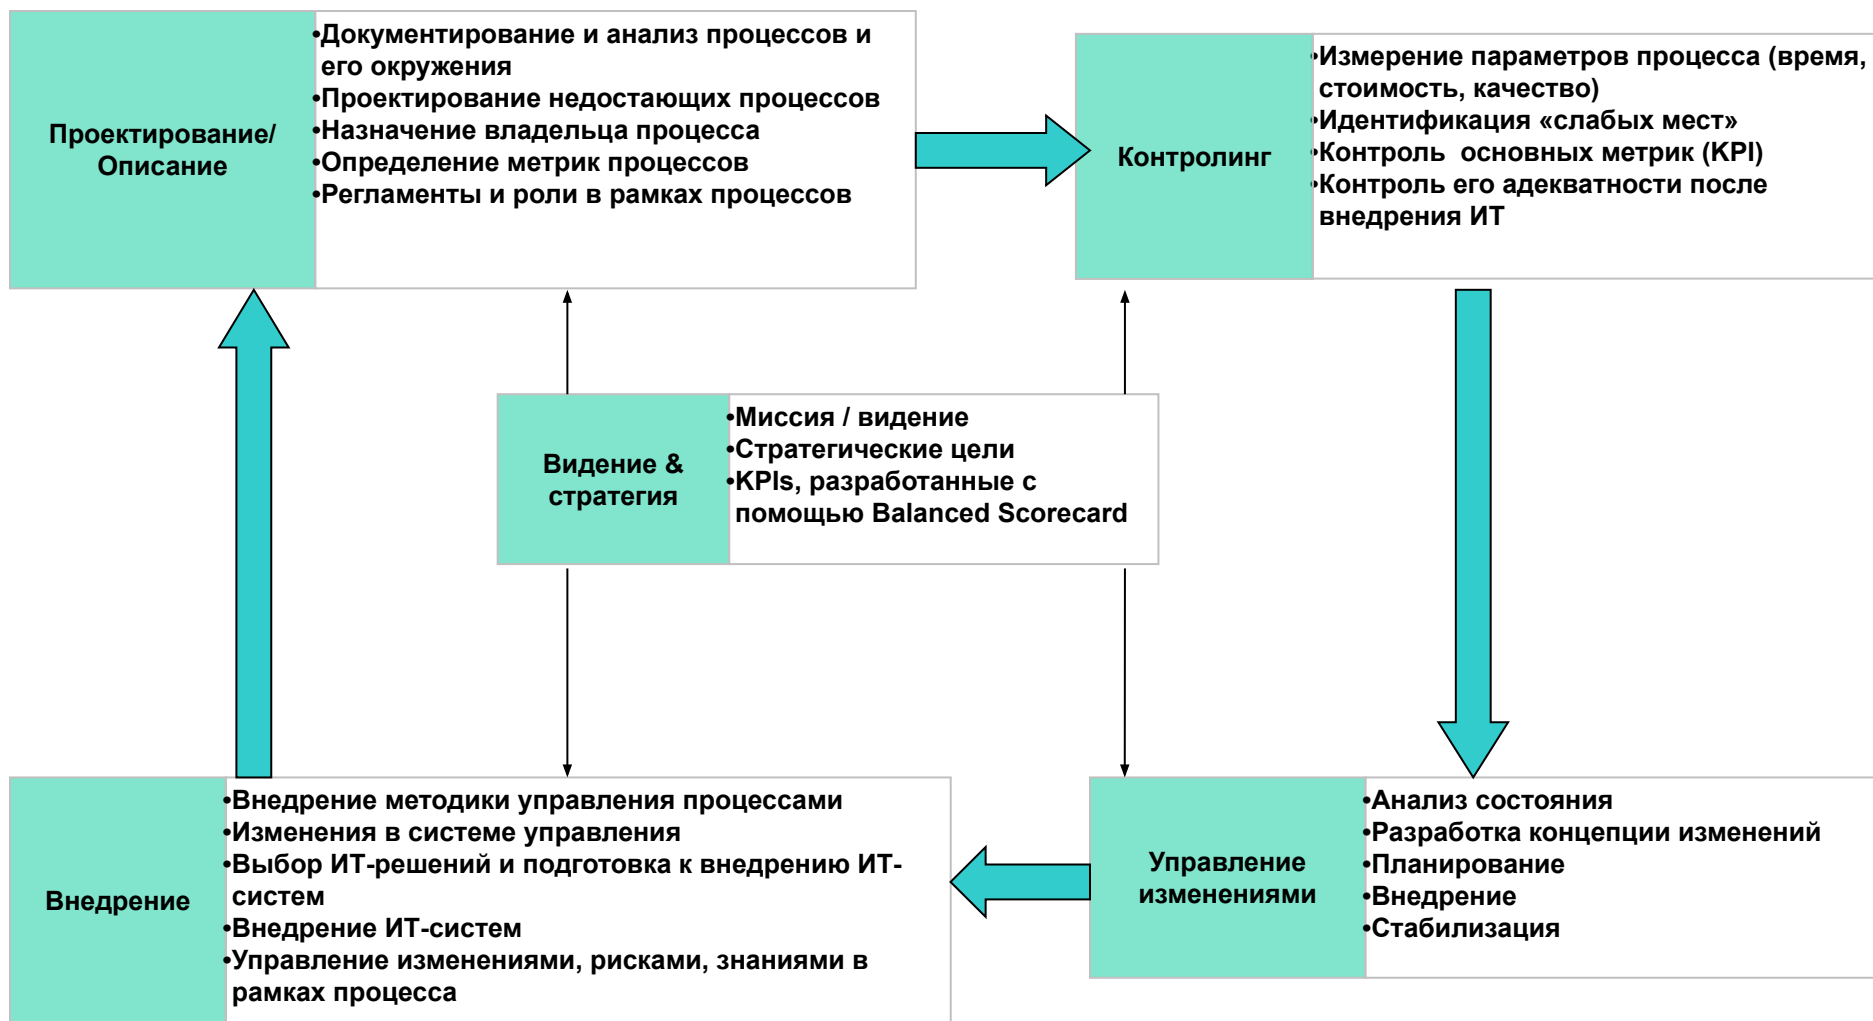 Проектирование/
Описание
•Документирование и анализ процессов и
его окружения
•Проектирование недостающих процессов
•Назначение владельца процесса
•Определение метрик процессов
•Регламенты и роли в рамках процессов
Контролинг
•Измерение параметров процесса (время,
стоимость, качество)
•Идентификация «слабых мест»
•Контроль основных метрик (KPI)
•Контроль его адекватности после
внедрения ИТ
Видение &
стратегия
•Миссия / видение
•Стратегические цели
•KPIs, разработанные с
помощью Balanced Scorecard
Внедрение
•Внедрение методики управления процессами
•Изменения в системе управления
•Выбор ИТ-решений и подготовка к внедрению ИТ-
систем
•Внедрение ИТ-систем
•Управление изменениями, рисками, знаниями в
рамках процесса
Управление
изменениями
•Анализ состояния
•Разработка концепции изменений
•Планирование
•Внедрение
•Стабилизация